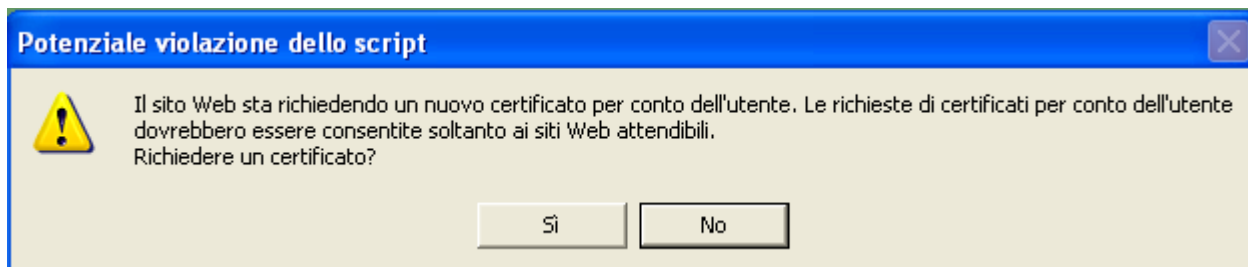 Potenziale violazione dello script
Il sito Web sta richiedendo un nuovo certificato per conto dell'utente. Le richieste di certificati per conto dell'utente
dovrebbero essere consentite soltanto ai siti Web attendibili.
Richiedere un certificato?
Sì
No